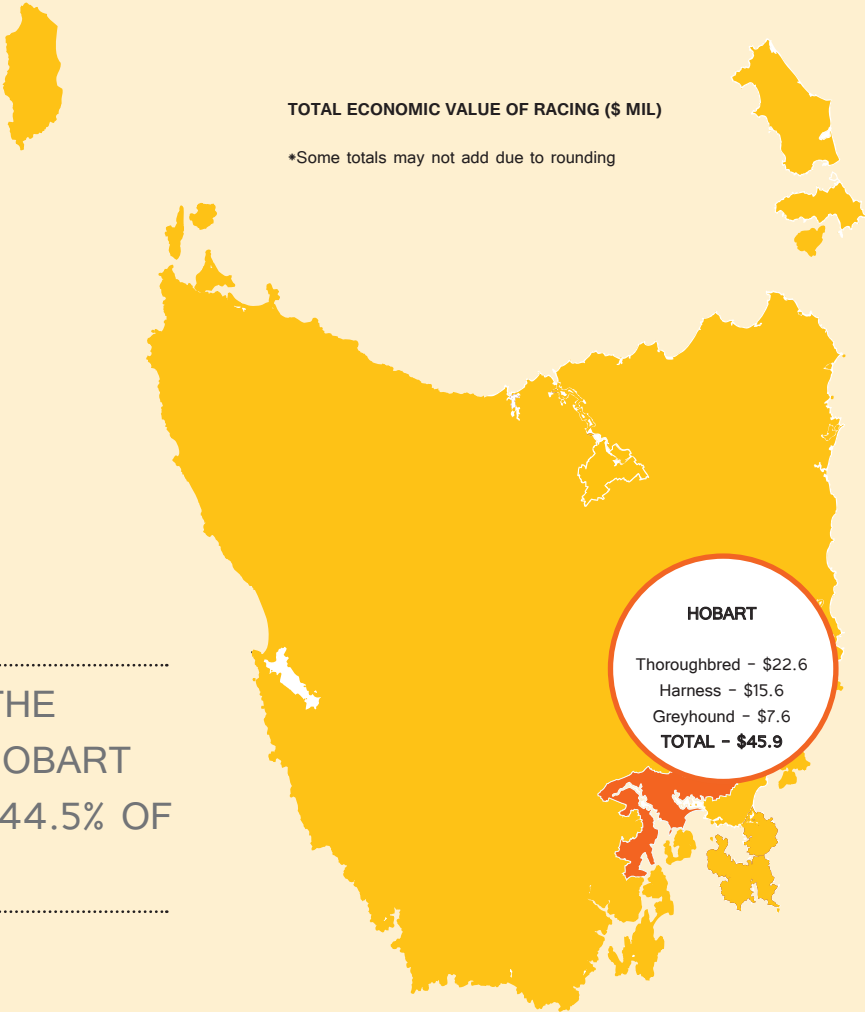 TOTAL ECONOMIC VALUE OF RACING ($ MIL)
*Some totals may not add due to rounding
HOBART
Thoroughbred - $22.6
Harness - $15.6
Greyhound - $7.6
TOTAL - $45.9
THE
OBART
44.5% OF